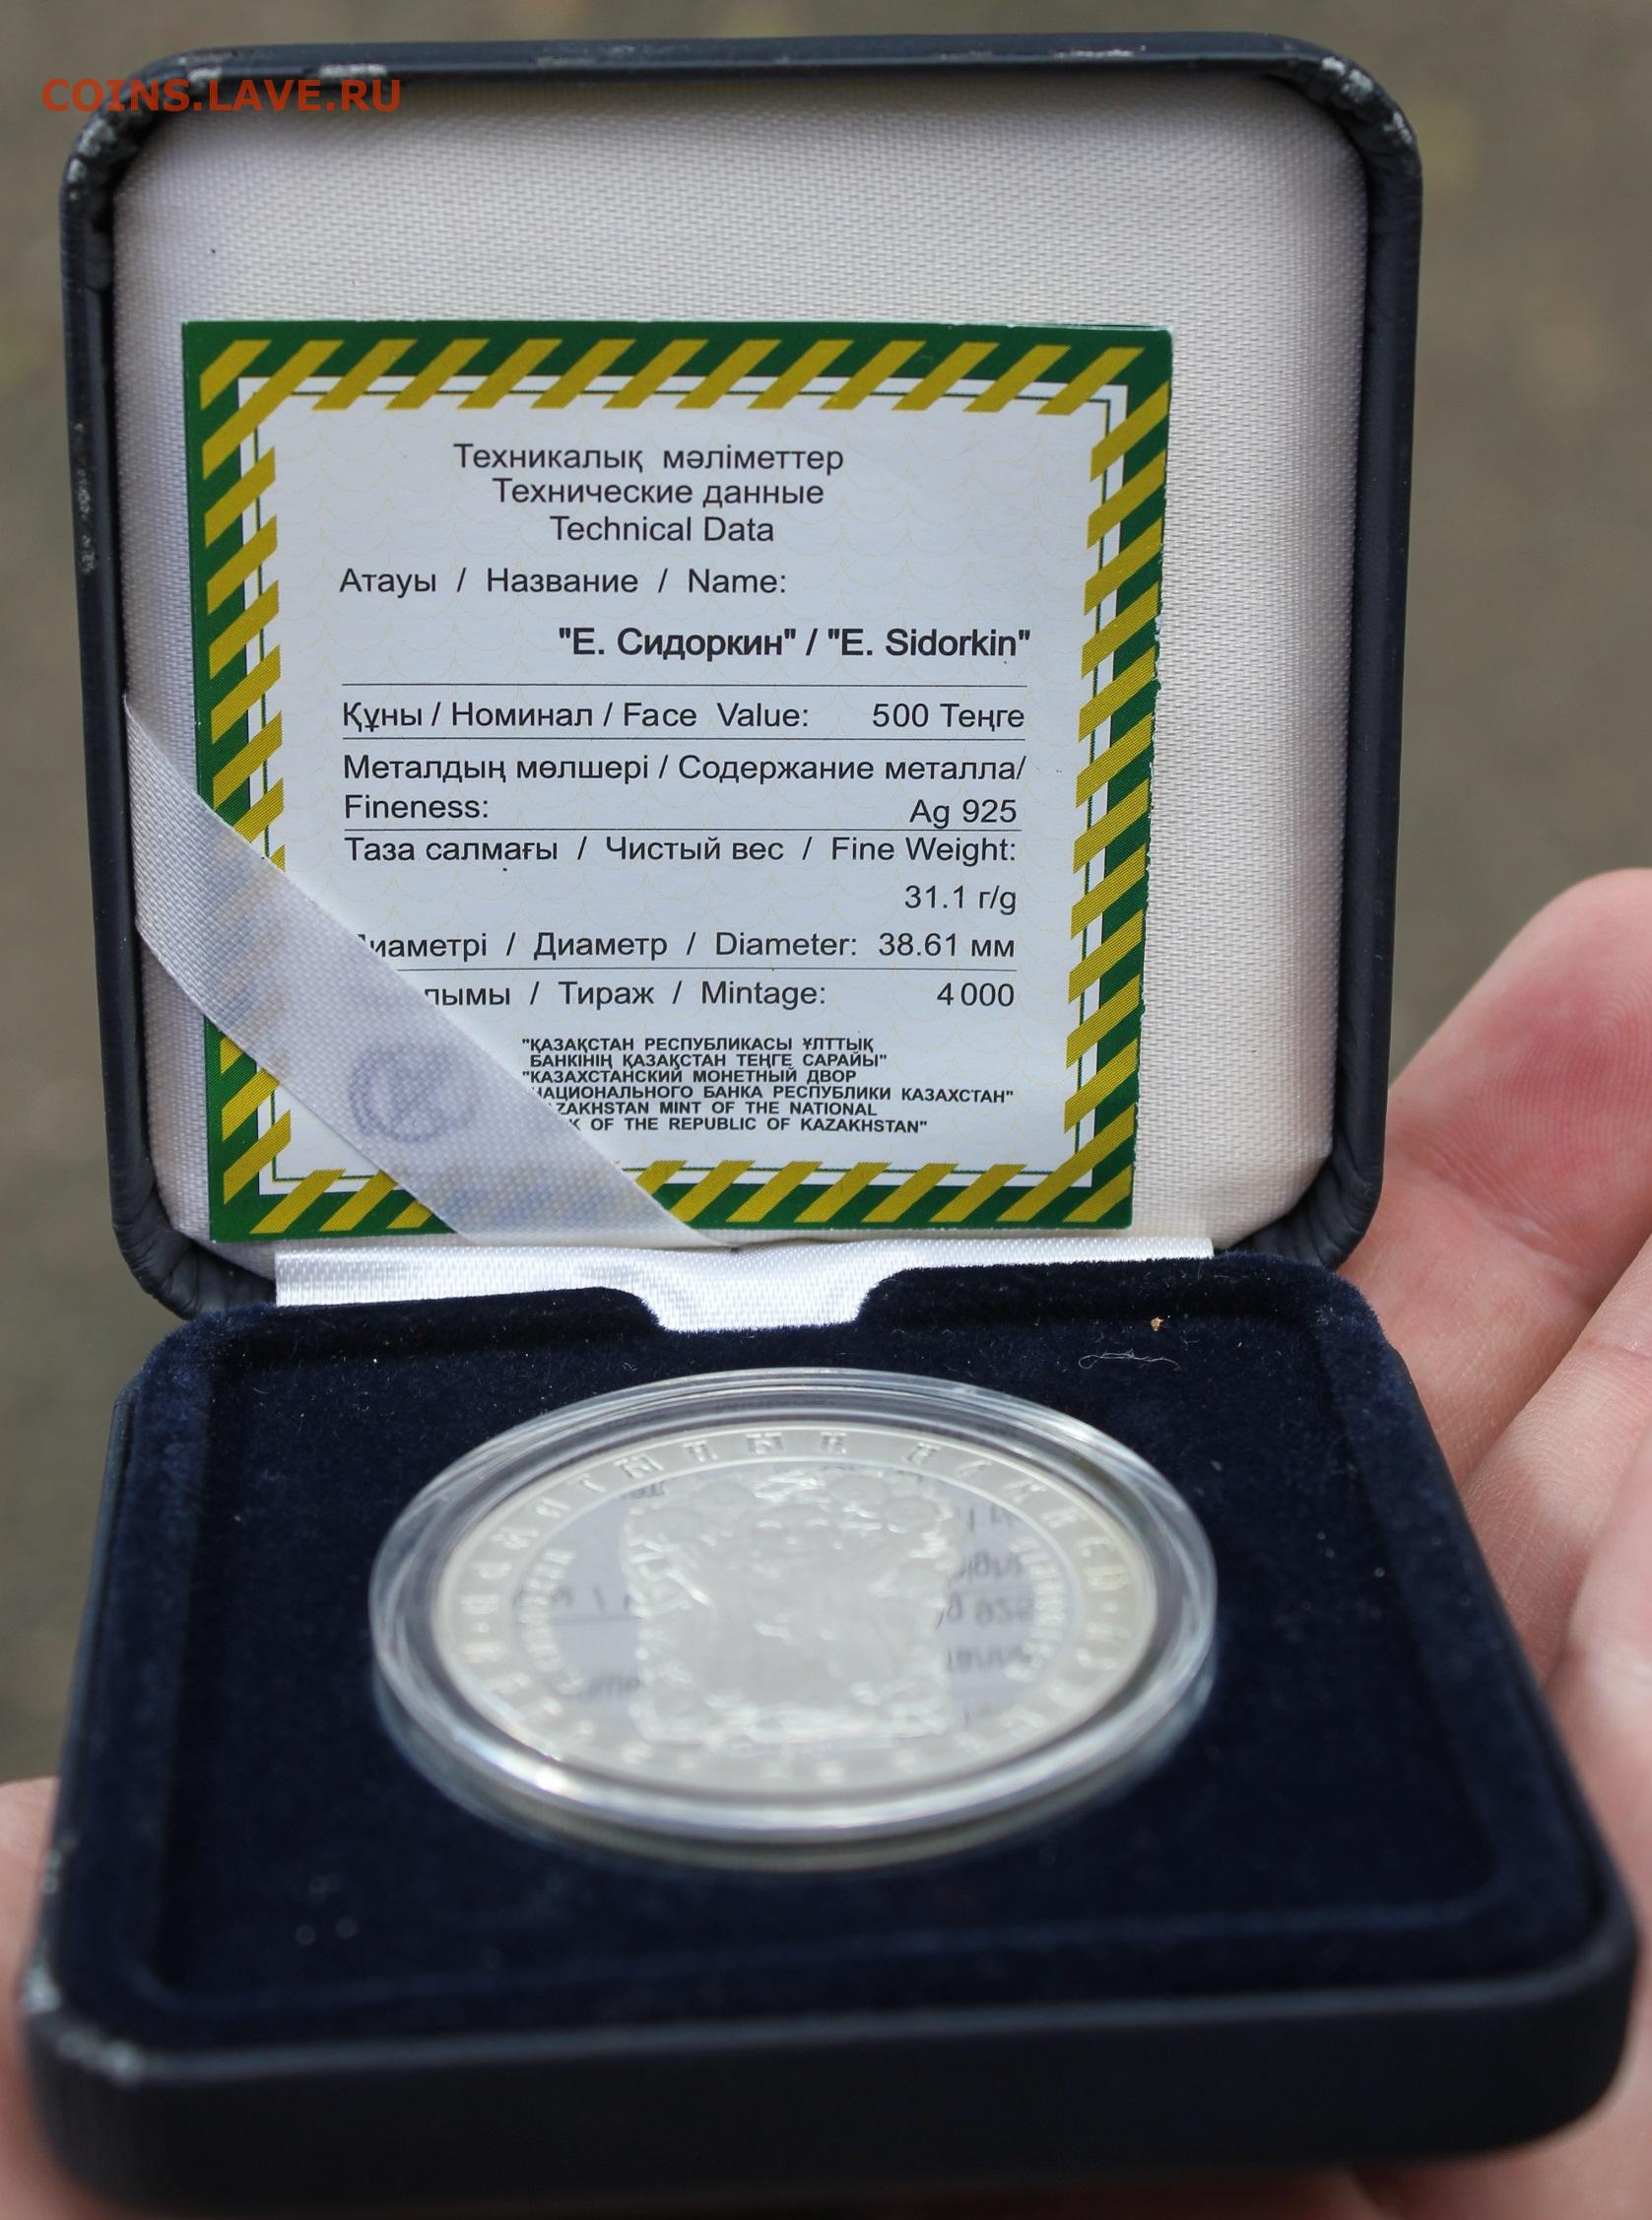 COINS.LAVE.RU
Техникалық мәліметтер
Технические данные
Technical Data
Атауы / Название / Name:
"Е. Сидоркин" / "E. Sidorkin"
Құны / Номинал / Face Value: 500 Теңге
Металдың мөлшері / Содержание металла/
Fineness: Ag 925
Таза салмағы / Чистый вес / Fine Weight:
31.1 г/g
/ Диаметр / Diameter: 38.61 мм
/ Тираж / Mintage: 4000
"ҚАЗАҚСТАН РЕСПУБЛИКАСЫ ҰЛТТЫҚ
БАНКІНІҢ ҚАЗАҚСТАН ТЕҢГЕ САРАЙЫ"
"КАЗАХСТАНСКИЙ МОНЕТНЫЙ ДВОР
НАЦИОНАЛЬНОГО БАНКА РЕСПУБЛИКИ КАЗАХСТАН"
MINT OF THE NATIONAL
OF THE REPUBLIC OF KAZAKHSTAN"